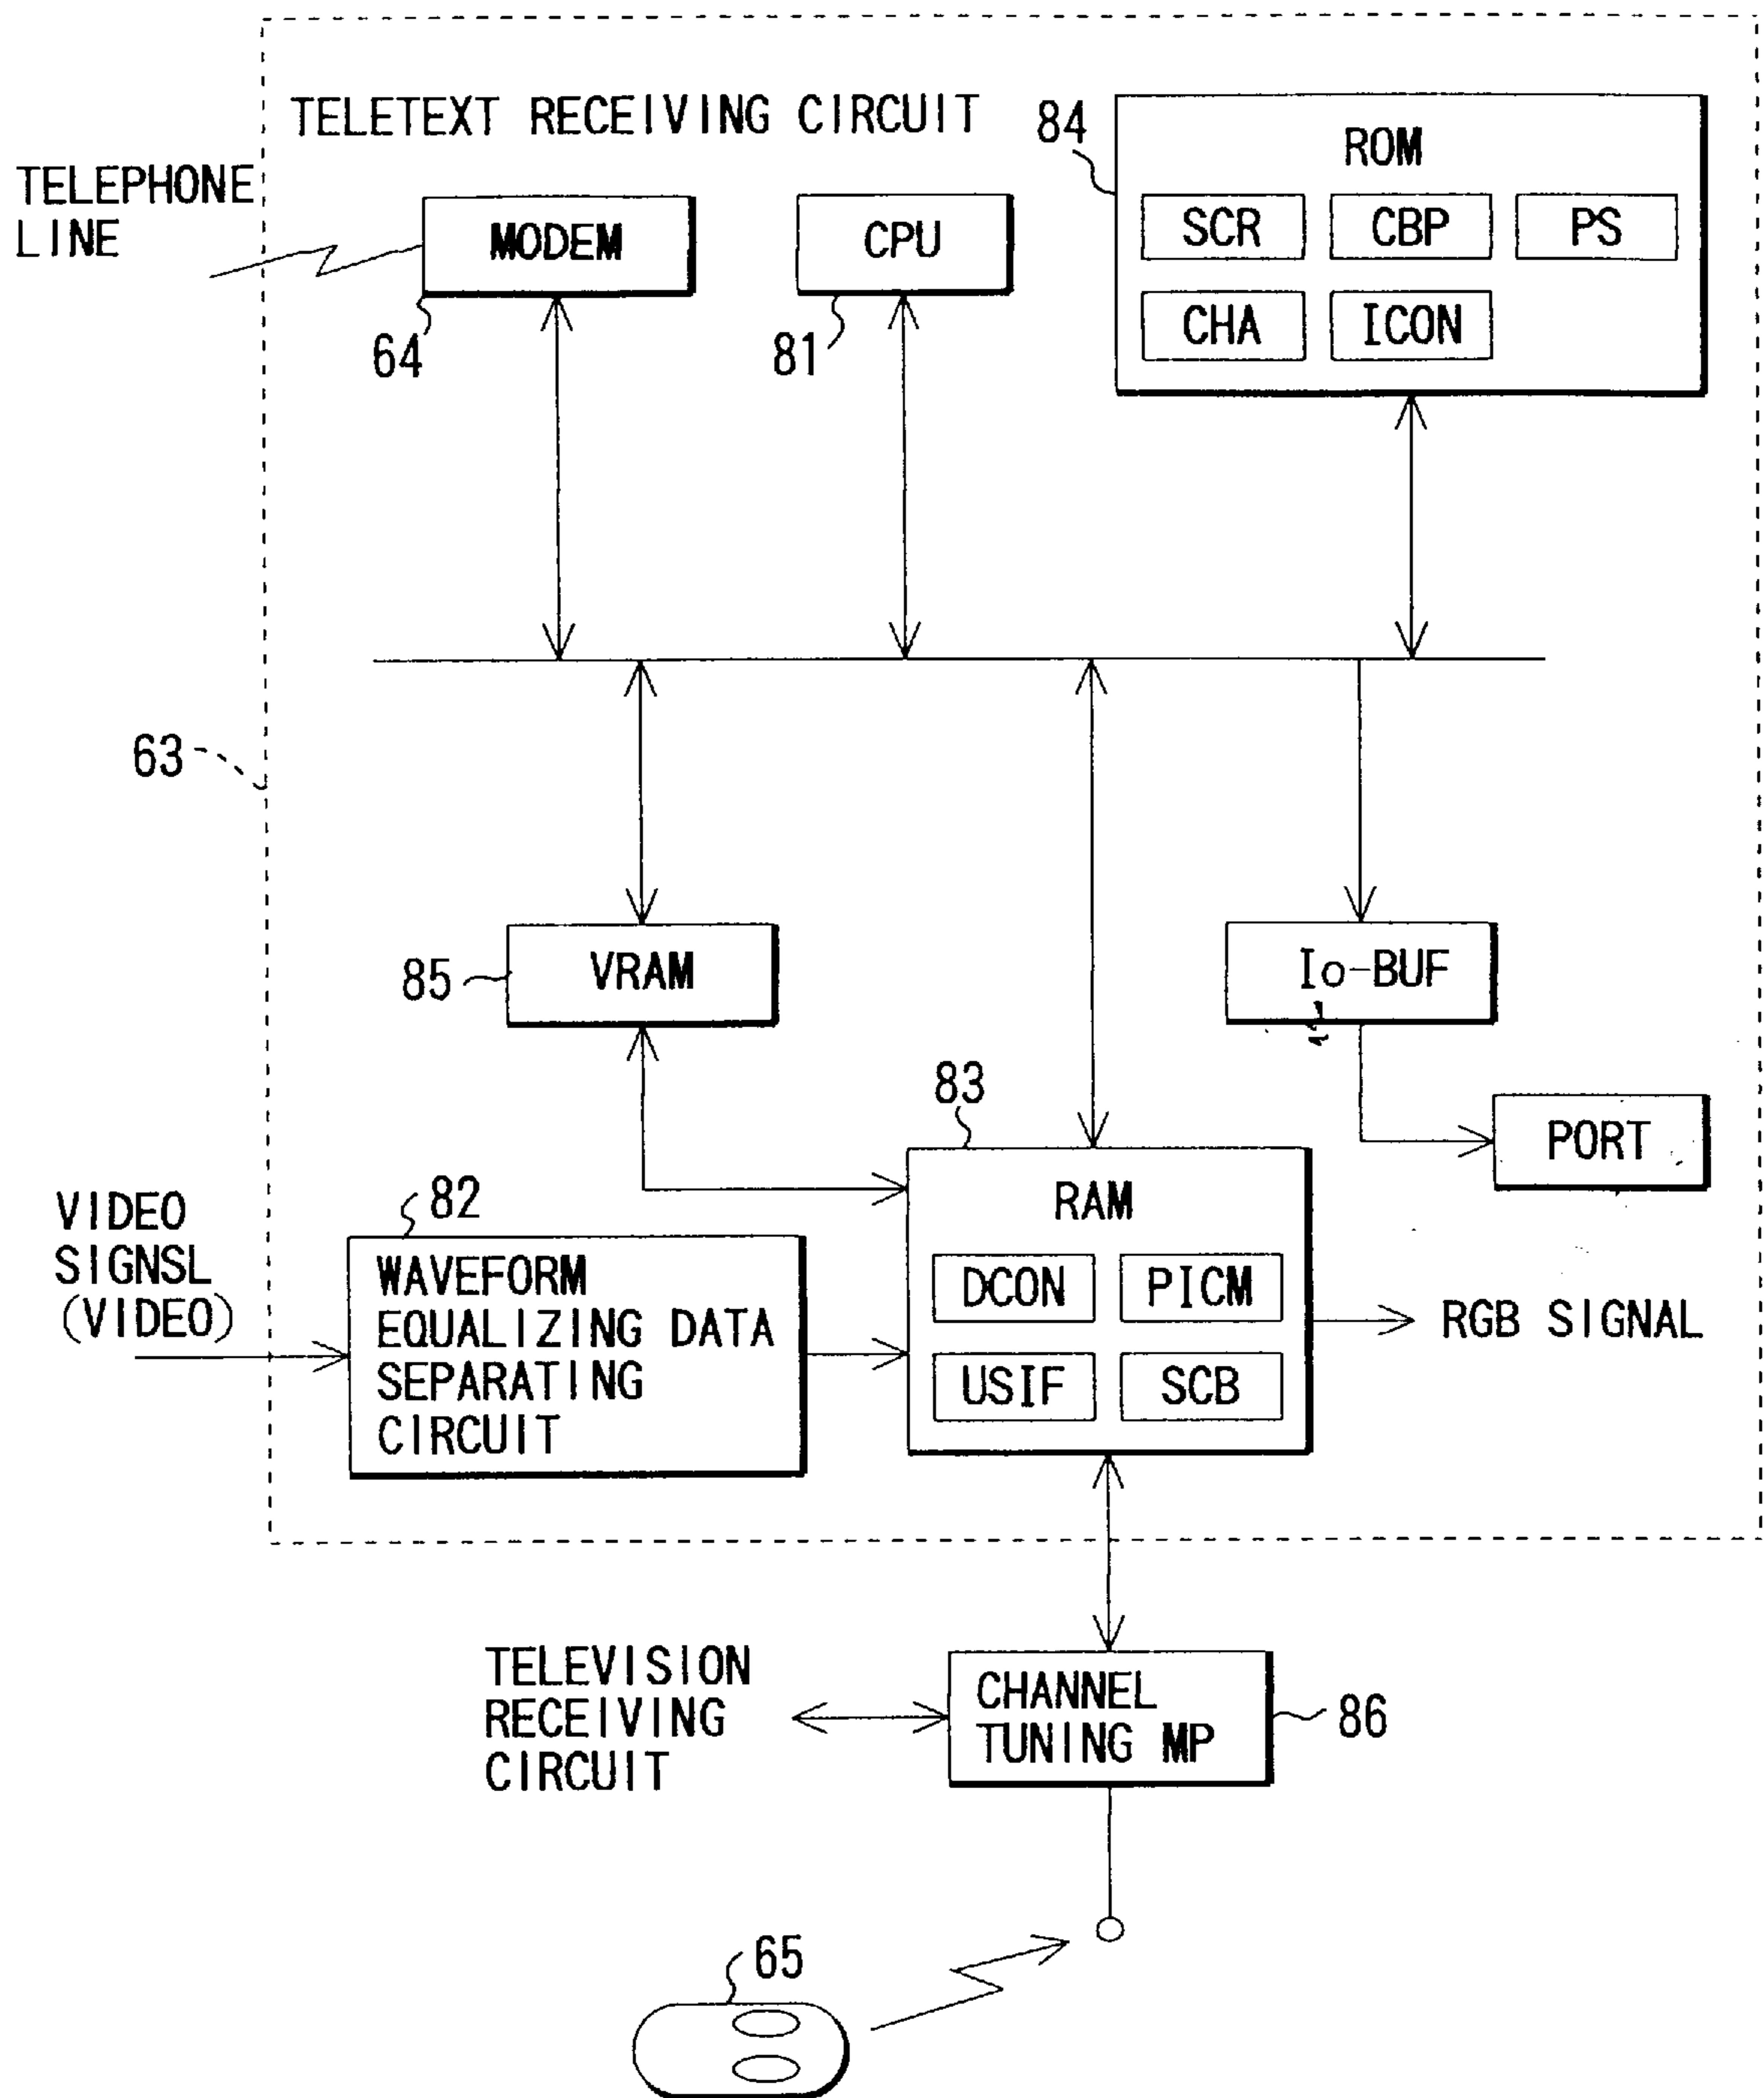 TELETEXT RECEIVING CIRCUIT
84
ROM
SCR CBP PS
CHA ICON
TELEPHONE
LINE
MODEM
64
CPU
81
63
85
VRAM
Io-BUF
PORT
83
RAM
DCON PICM
USIF SCB
RGB SIGNAL
VIDEO
SIGNSL
(VIDEO)
82
WAVEFORM
EQUALIZING DATA
SEPARATING
CIRCUIT
TELEVISION
RECEIVING
CIRCUIT
CHANNEL
TUNING MP
86
65